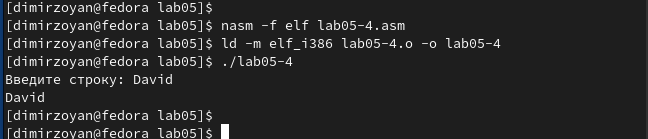 [dimirzoyan@fedora lab05]$
[dimirzoyan@fedora lab05]$ nasm -f elf lab05-4.asm
[dimirzoyan@fedora lab05]$ ld -m elf_i386 lab05-4.o -o lab05-4
[dimirzoyan@fedora lab05]$ ./lab05-4
Введите строку: David
David
[dimirzoyan@fedora lab05]$
[dimirzoyan@fedora lab05]$